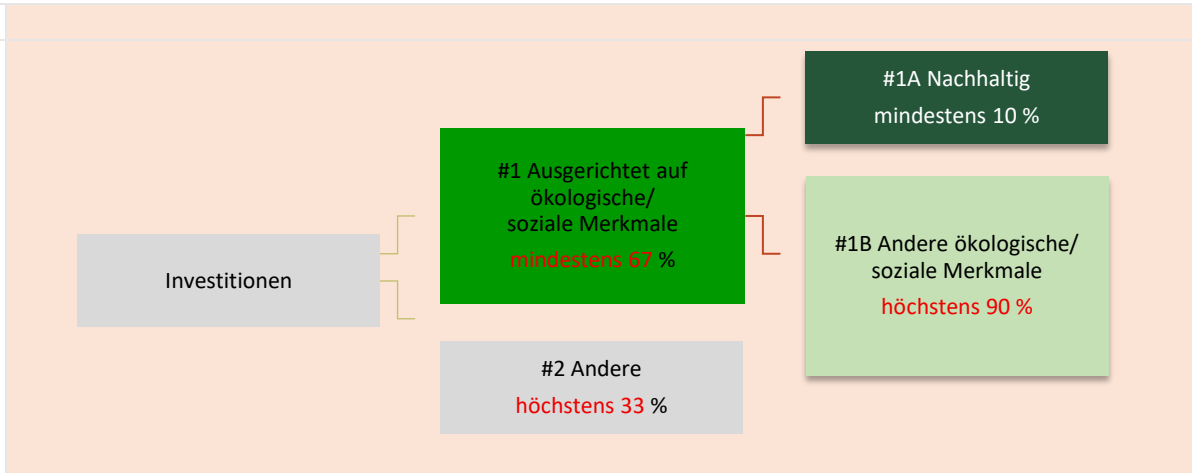 Investitionen
#1 Ausgerichtet auf
ökologische/
soziale Merkmale
mindestens 67 %
#2 Andere
höchstens 33 %
#1A Nachhaltig
mindestens 10 %
#1B Andere ökologische/
soziale Merkmale
höchstens 90 %